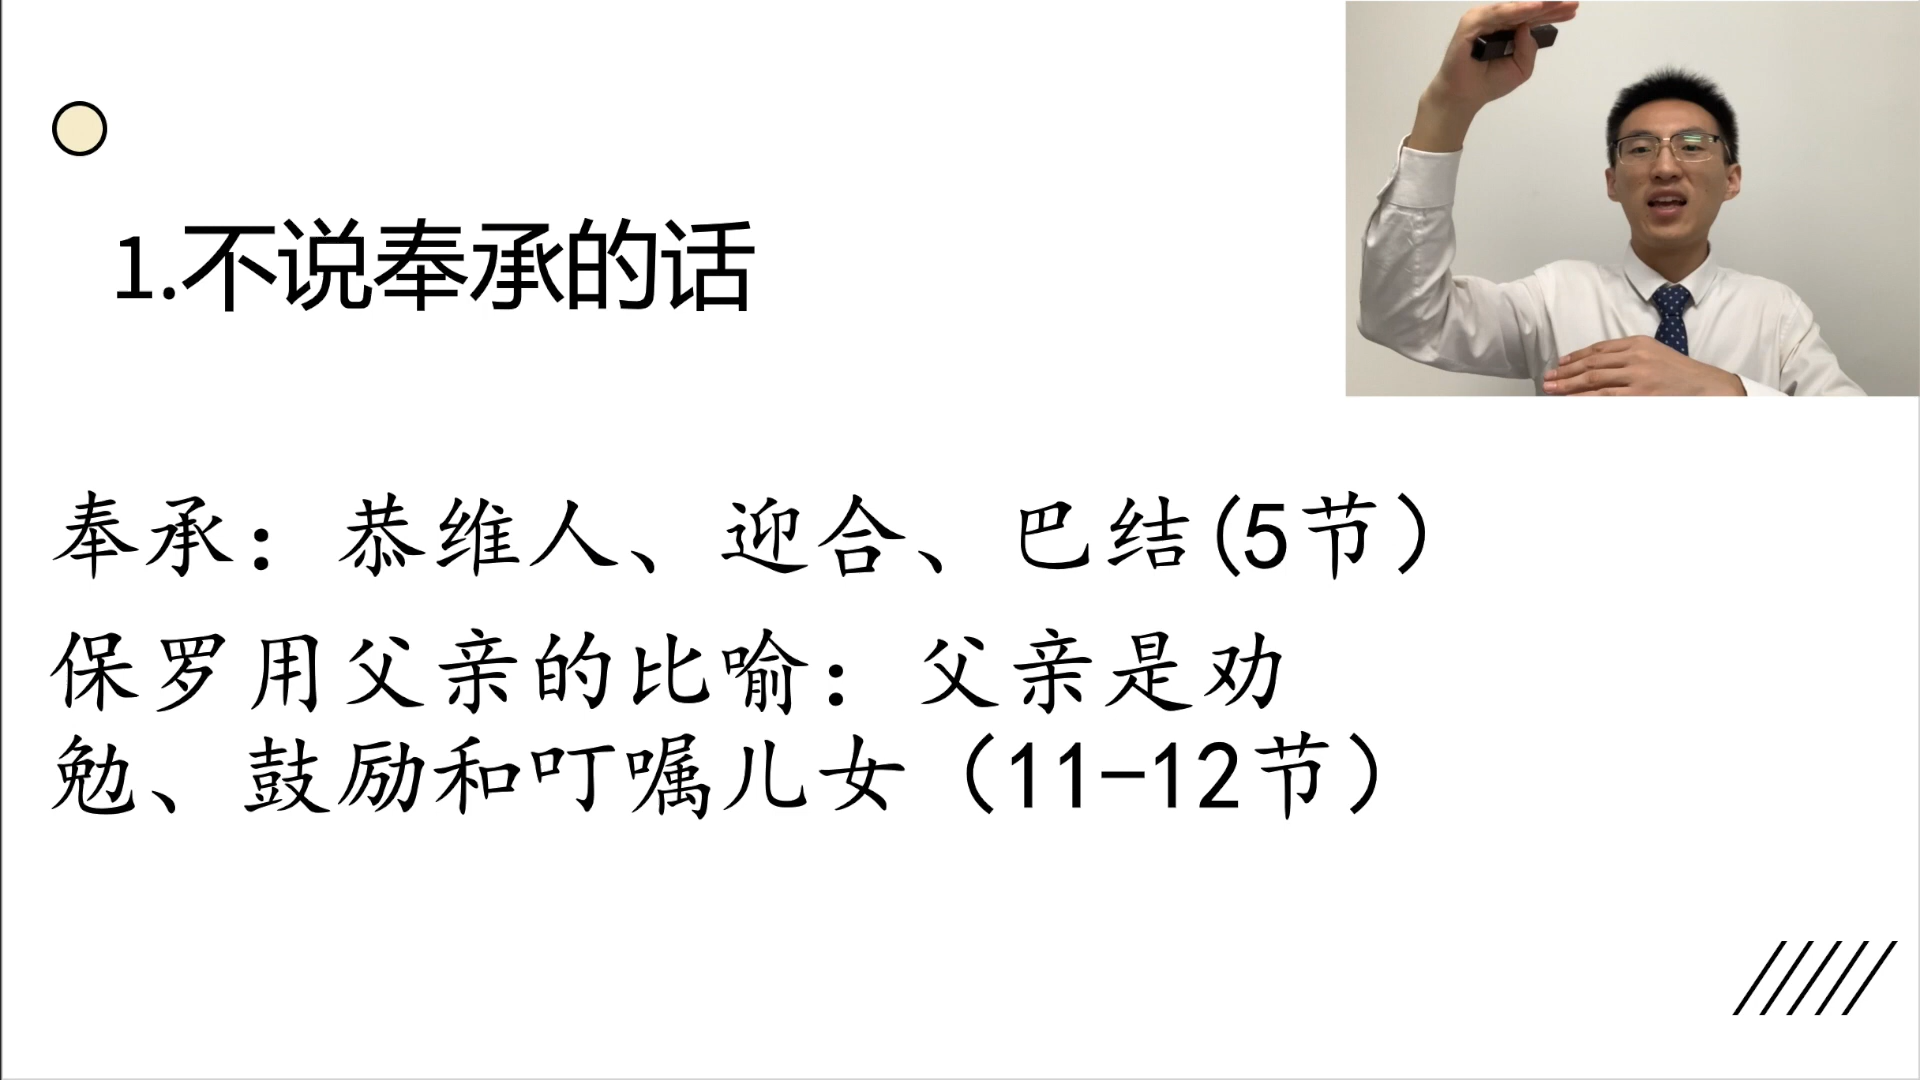 1.不说奉承的话
奉承：恭维人、迎合、巴结(5节）
保罗用父亲的比喻：父亲是劝
勉、鼓励和叮嘱儿女（11-12节）